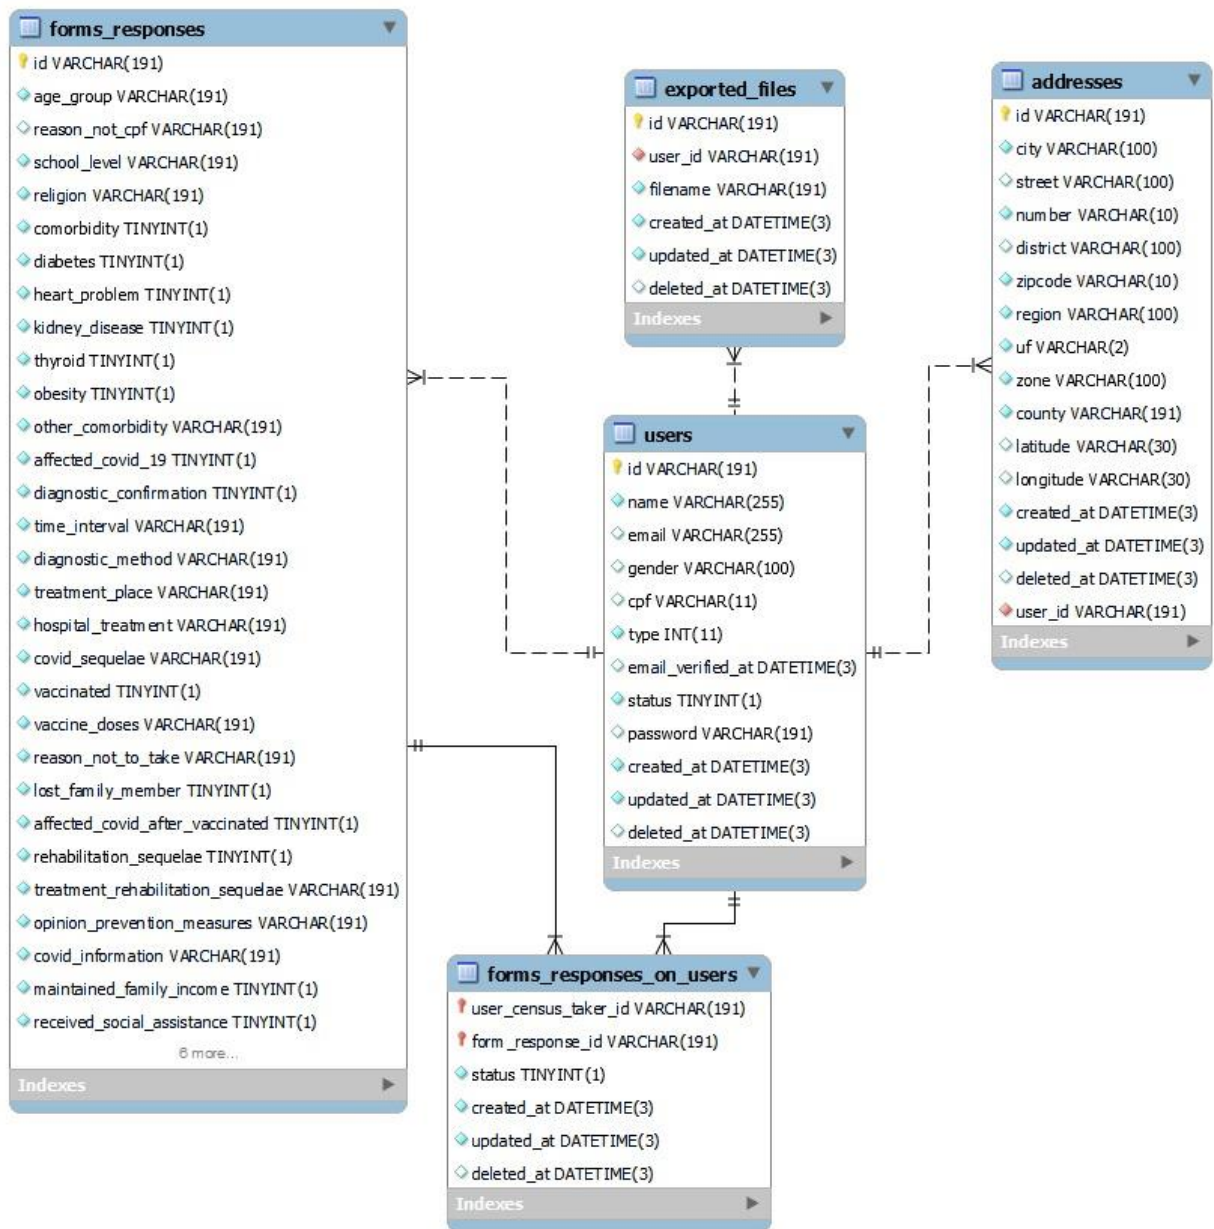 forms_responses
id VARCHAR(191)
age_group VARCHAR(191)
reason_not_cpf VARCHAR(191)
school_level VARCHAR(191)
religion VARCHAR(191)
comorbidity TINYINT(1)
diabetes TINYINT(1)
heart_problem TINYINT(1)
kidney_disease TINYINT(1)
thyroid TINYINT(1)
obesity TINYINT(1)
other_comorbidity VARCHAR(191)
affected_covid_19 TINYINT(1)
diagnostic_confirmation TINYINT(1)
time_interval VARCHAR(191)
diagnostic_method VARCHAR(191)
treatment_place VARCHAR(191)
hospital_treatment VARCHAR(191)
covid_sequelae VARCHAR(191)
vaccinated TINYINT(1)
vaccine_doses VARCHAR(191)
reason_not_to_take VARCHAR(191)
lost_family_member TINYINT(1)
affected_covid_after_vaccinated TINYINT(1)
rehabilitation_sequelae TINYINT(1)
treatment_rehabilitation_sequelae VARCHAR(191)
opinion_prevention_measures VARCHAR(191)
covid_information VARCHAR(191)
maintained_family_income TINYINT(1)
received_social_assistance TINYINT(1)
6 more...
Indexes
exported_files
id VARCHAR(191)
user_id VARCHAR(191)
filename VARCHAR(191)
created_at DATETIME(3)
updated_at DATETIME(3)
deleted_at DATETIME(3)
Indexes
addresses
id VARCHAR(191)
city VARCHAR(100)
street VARCHAR(100)
number VARCHAR(10)
district VARCHAR(100)
zipcode VARCHAR(10)
region VARCHAR(100)
uf VARCHAR(2)
zone VARCHAR(100)
county VARCHAR(191)
latitude VARCHAR(30)
longitude VARCHAR(30)
created_at DATETIME(3)
updated_at DATETIME(3)
deleted_at DATETIME(3)
user_id VARCHAR(191)
Indexes
users
id VARCHAR(191)
name VARCHAR(255)
email VARCHAR(255)
gender VARCHAR(100)
cpf VARCHAR(11)
type INT(11)
email_verified_at DATETIME(3)
status TINYINT(1)
password VARCHAR(191)
created_at DATETIME(3)
updated_at DATETIME(3)
deleted_at DATETIME(3)
Indexes
forms_responses_on_users
user_census_taker_id VARCHAR(191)
form_response_id VARCHAR(191)
status TINYINT(1)
created_at DATETIME(3)
updated_at DATETIME(3)
deleted_at DATETIME(3)
Indexes